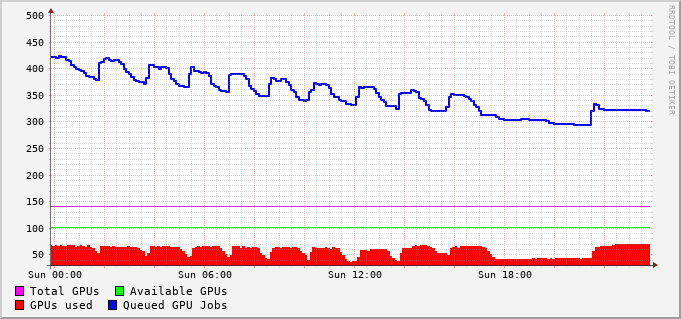 500
450
400
350
300
250
200
150
100
50
Sun 00:00 Sun 06:00 Sun 12:00 Sun 18:00
Total GPUs Available GPUs
GPUs used Queued GPU Jobs
RRDTOOL / TOBI OETIKER